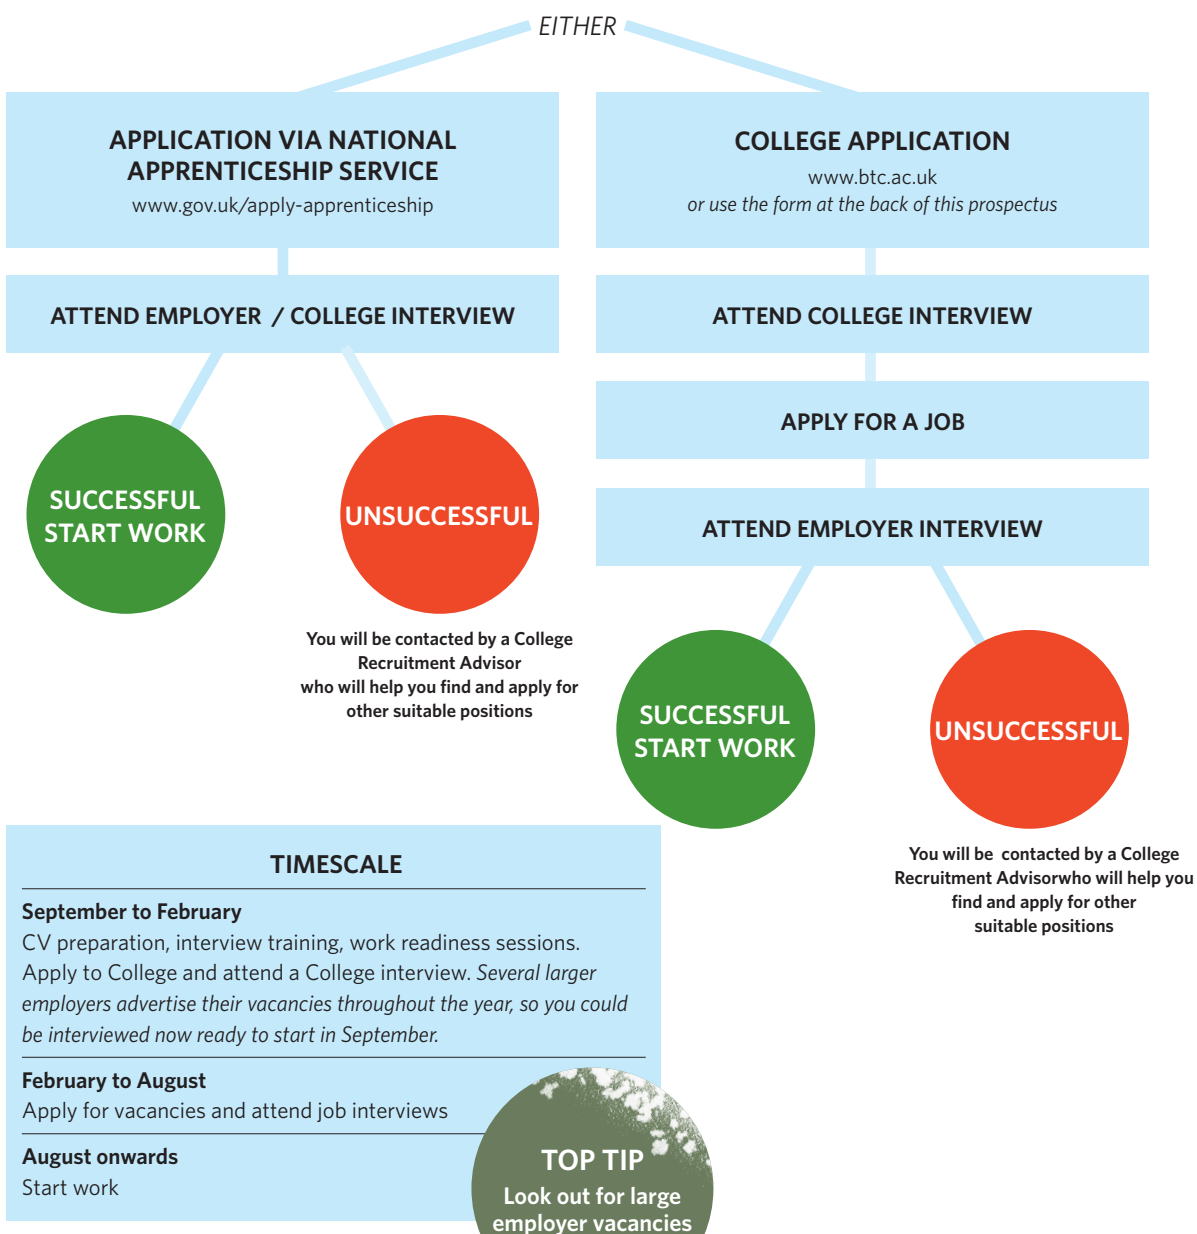 EITHER
APPLICATION VIA NATIONAL
APPRENTICESHIP SERVICE
www.gov.uk/apply-apprenticeship
ATTEND EMPLOYER / COLLEGE INTERVIEW
SUCCESSFUL
START WORK
UNSUCCESSFUL
You will be contacted by a College
Recruitment Advisor
who will help you find and apply for
other suitable positions
COLLEGE APPLICATION
www.btc.ac.uk
or use the form at the back of this prospectus
ATTEND COLLEGE INTERVIEW
APPLY FOR A JOB
ATTEND EMPLOYER INTERVIEW
SUCCESSFUL
START WORK
UNSUCCESSFUL
You will be contacted by a College
Recruitment Advisorwho will help you
find and apply for other
suitable positions
TIMESCALE
September to February
CV preparation, interview training, work readiness sessions.
Apply to College and attend a College interview. Several larger
employers advertise their vacancies throughout the year, so you could
be interviewed now ready to start in September.
February to August
Apply for vacancies and attend job interviews
August onwards
Start work
TOP TIP
Look out for large
employer vacancies